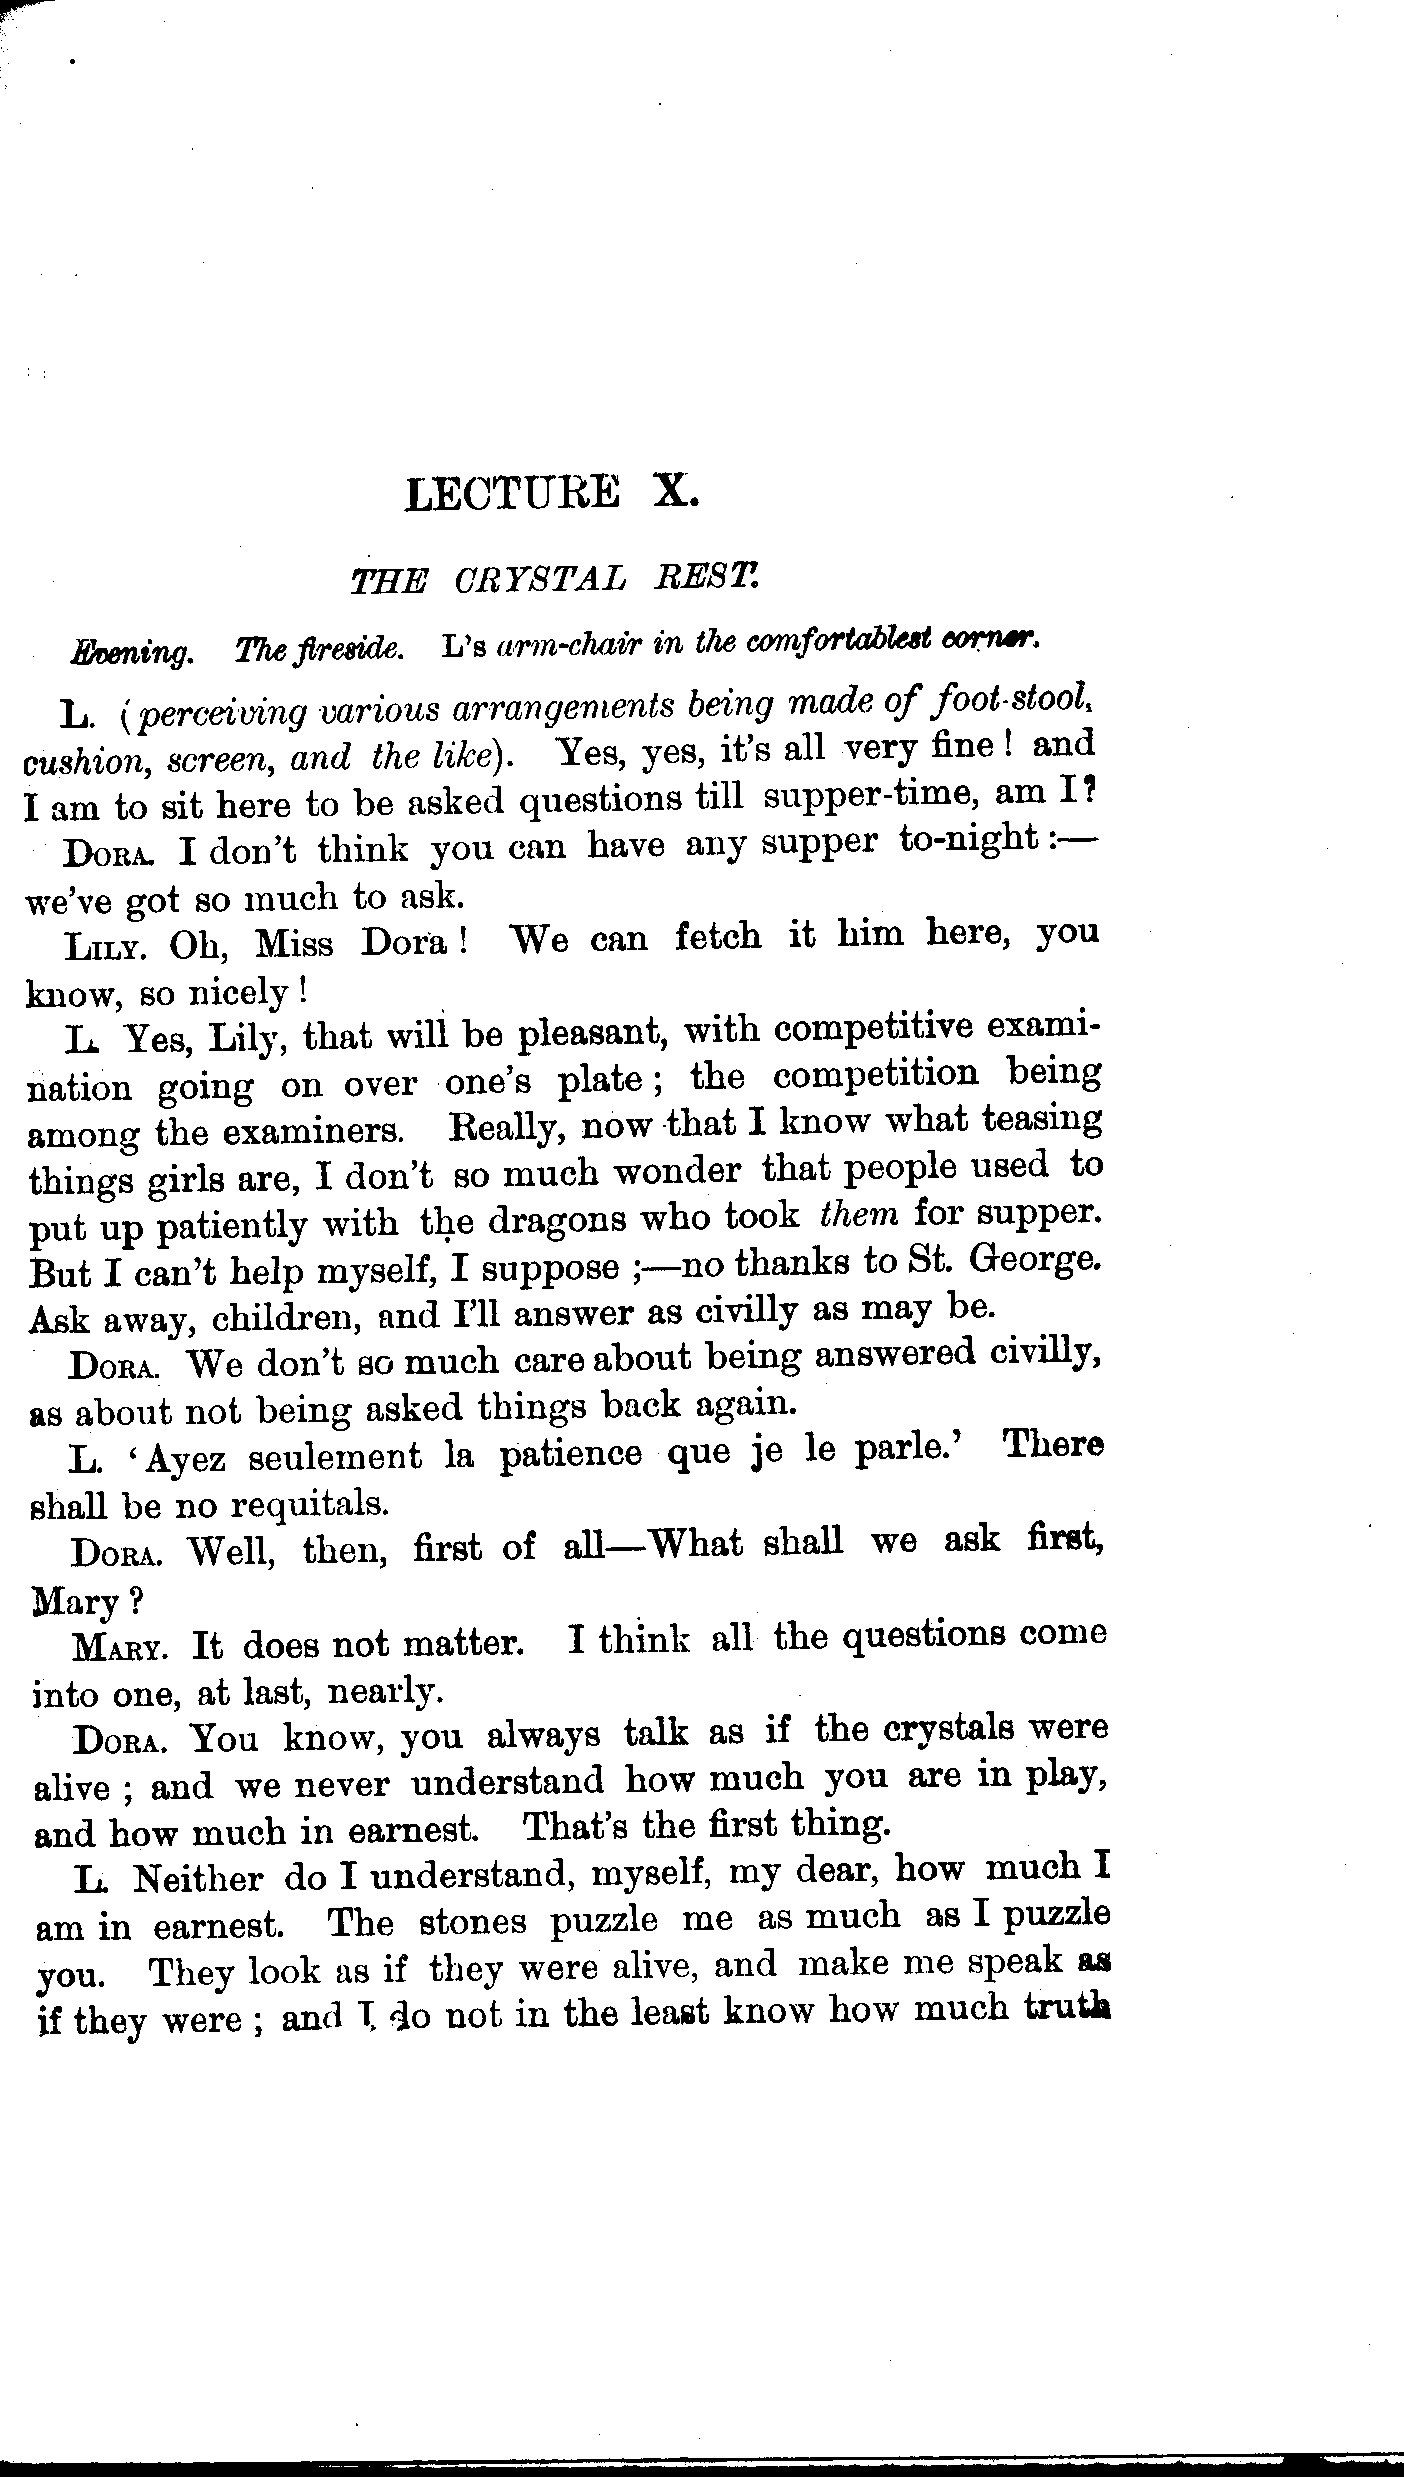 LECTURE X.
THE CRYSTAL REST.
Evening. The fireside. L's arm-chair in the comfortablest corner.
L. (perceiving various arrangements being made of foot-stool,
cushion, screen, and the like). Yes, yes, it's all very fine! and
I am to sit here to be asked questions till supper-time, am I?
DORA. I don't think you can have any supper to-night:—
we've got so much to ask.
LILY. Oh, Miss Dora! We can fetch it him here, you
know, so nicely!
L. Yes, Lily, that will be pleasant, with competitive exami-
nation going on over one's plate; the competition being
among the examiners. Really, now that I know what teasing
things girls are, I don't so much wonder that people used to
put up patiently with the dragons who took them for supper.
But I can't help myself, I suppose;—no thanks to St. George.
Ask away, children, and I'll answer as civilly as may be.
DORA. We don't so much care about being answered civilly,
as about not being asked things back again.
L. 'Ayez seulement la patience que je le parle.' There
shall be no requitals.
DORA. Well, then, first of all—What shall we ask first,
Mary?
MARY. It does not matter. I think all the questions come
into one, at last, nearly.
DORA. You know, you always talk as if the crystals were
alive; and we never understand how much you are in play,
and how much in earnest. That's the first thing.
L. Neither do I understand, myself, my dear, how much I
am in earnest. The stones puzzle me as much as I puzzle
you. They look as if they were alive, and make me speak as
if they were; and I do not in the least know how much truth